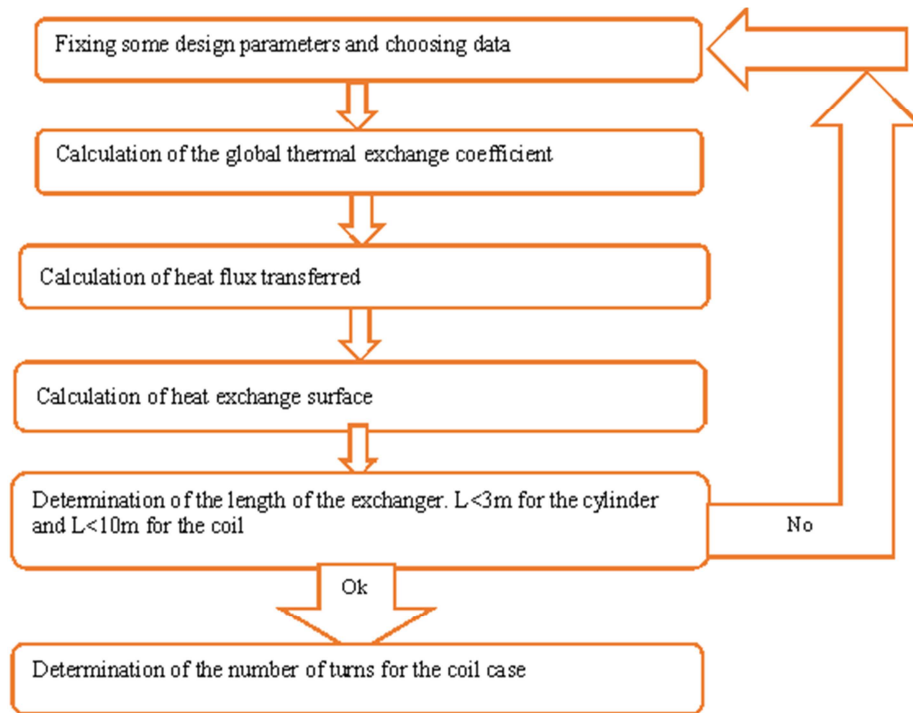 Fixing some design parameters and choosing data
Calculation of the global thermal exchange coefficient
Calculation of heat flux transferred
Calculation of heat exchange surface
Determination of the length of the exchanger. L<3m for the cylinder
and L<10m for the coil
No
Ok
Determination of the number of turns for the coil case